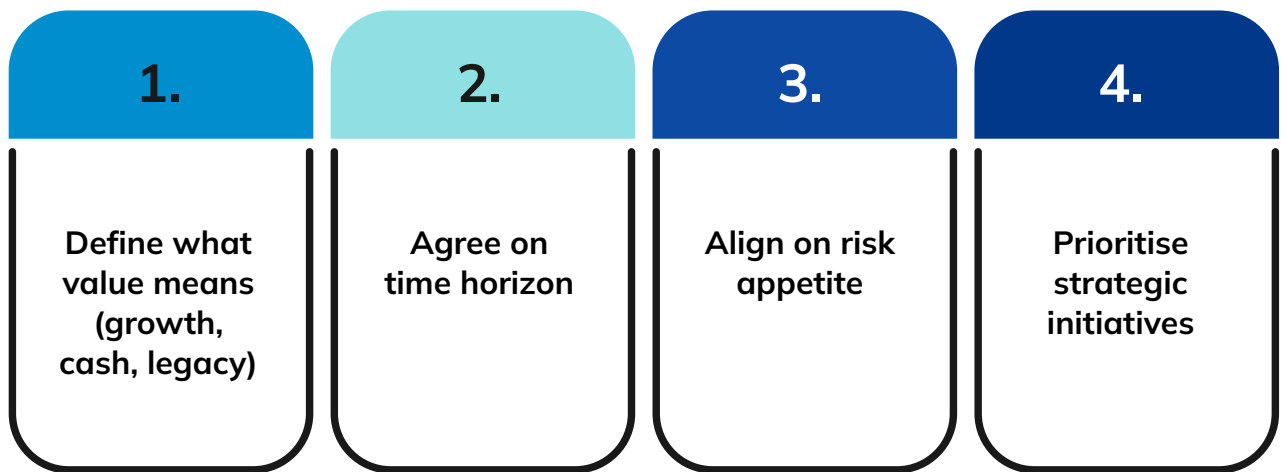 1.
Define what
value means
(growth,
cash, legacy)
2.
Agree on
time horizon
3.
Align on risk
appetite
4.
Prioritise
strategic
initiatives